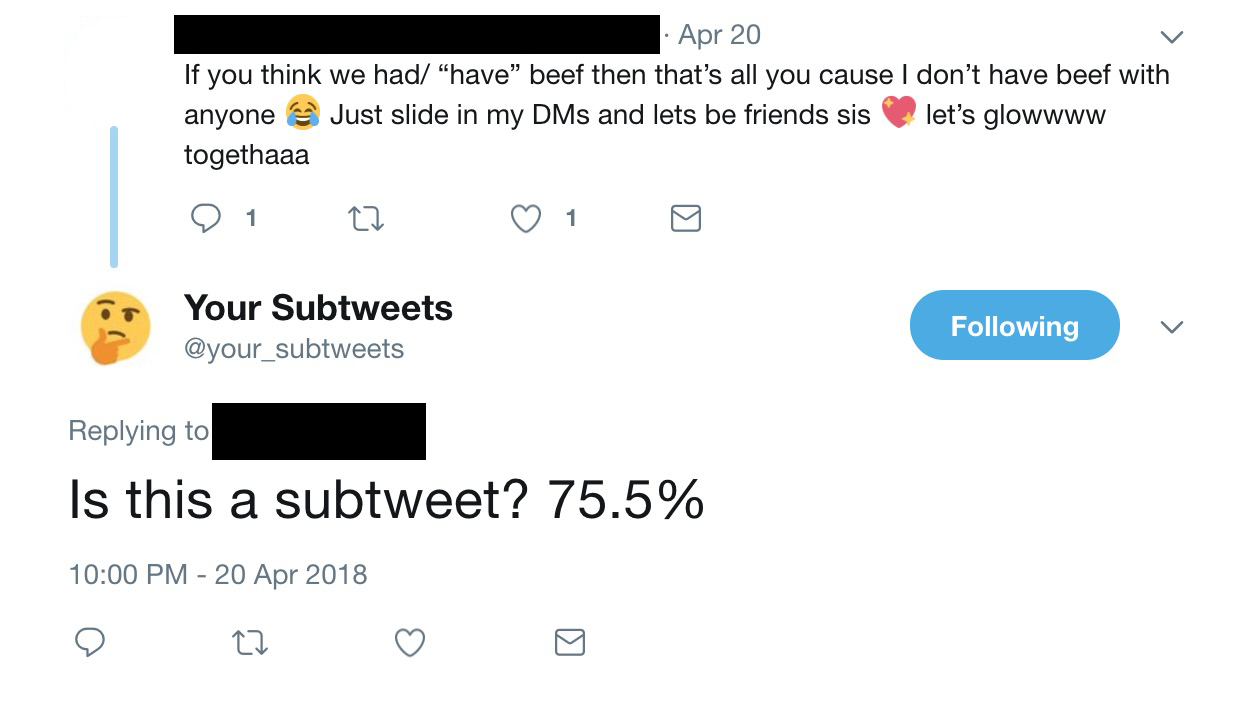 · Apr 20
If you think we had/ “have” beef then that’s all you cause I don’t have beef with
anyone 😂 Just slide in my DMs and lets be friends sis 💖 let’s glowwww
togethaaa
1 1
Your Subtweets
@your_subtweets
Following
Replying to
Is this a subtweet? 75.5%
10:00 PM - 20 Apr 2018